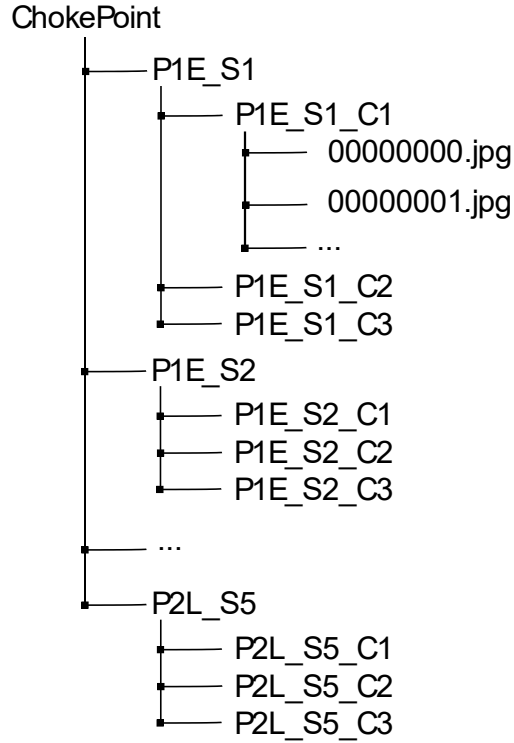 ChokePoint
P1E_S1
P1E_S1_C1
00000000.jpg
00000001.jpg
...
P1E_S1_C2
P1E_S1_C3
P1E_S2
P1E_S2_C1
P1E_S2_C2
P1E_S2_C3
...
P2L_S5
P2L_S5_C1
P2L_S5_C2
P2L_S5_C3